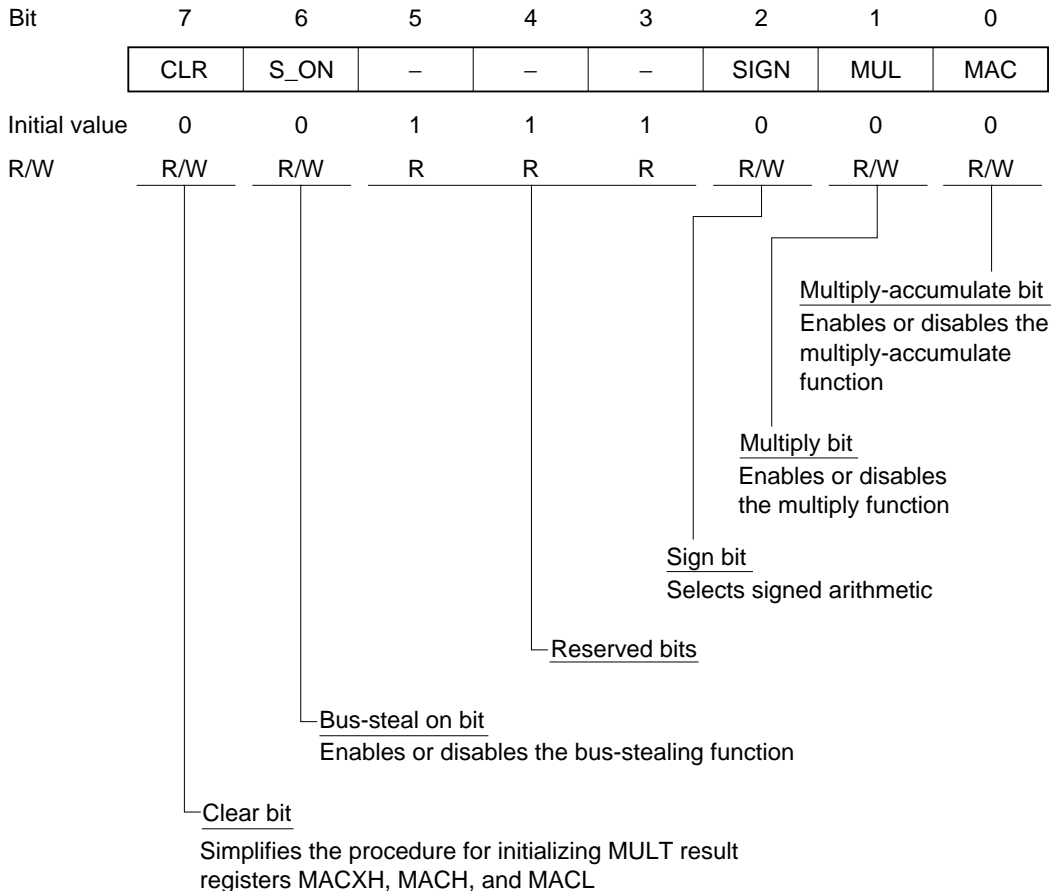 Bit 7 6 5 4 3 2 1 0
CLR S_ON – – – SIGN MUL MAC
Initial value 0 0 1 1 1 0 0 0
R/W R/W R/W R R R R/W R/W R/W
Multiply-accumulate bit
Enables or disables the
multiply-accumulate
function
Multiply bit
Enables or disables
the multiply function
Sign bit
Selects signed arithmetic
Reserved bits
Bus-steal on bit
Enables or disables the bus-stealing function
Clear bit
Simplifies the procedure for initializing MULT result
registers MACXH, MACH, and MACL